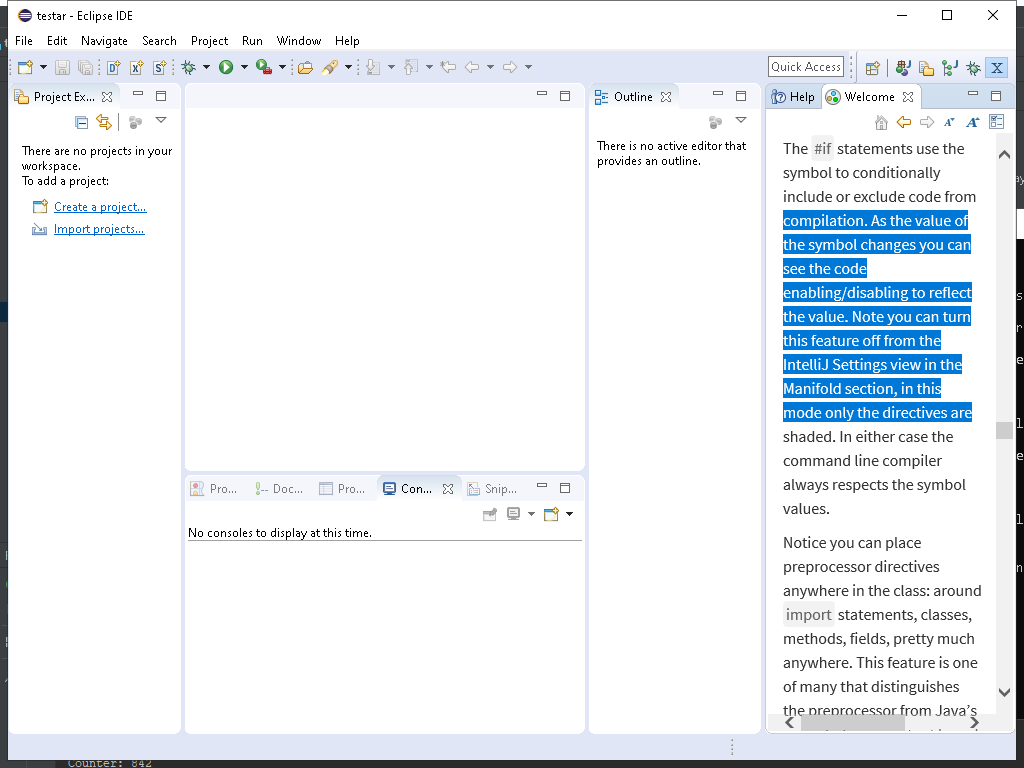 testar - Eclipse IDE
File Edit Navigate Search Project Run Window Help
Quick Access
Project Ex...
There are no projects in your
workspace.
To add a project:
Create a project...
Import projects...
Outline
There is no active editor that
provides an outline.
Pro...
Doc...
Pro...
Con...
Snip...
No consoles to display at this time.
Help
Welcome
The #if statements use the
symbol to conditionally
include or exclude code from
compilation. As the value of
the symbol changes you can
see the code
enabling/disabling to reflect
the value. Note you can turn
this feature off from the
IntelliJ Settings view in the
Manifold section, in this
mode only the directives are
shaded. In either case the
command line compiler
always respects the symbol
values.
Notice you can place
preprocessor directives
anywhere in the class: around
import statements, classes,
methods, fields, pretty much
anywhere. This feature is one
of many that distinguishes
the preprocessor from Java's
Counter: 842